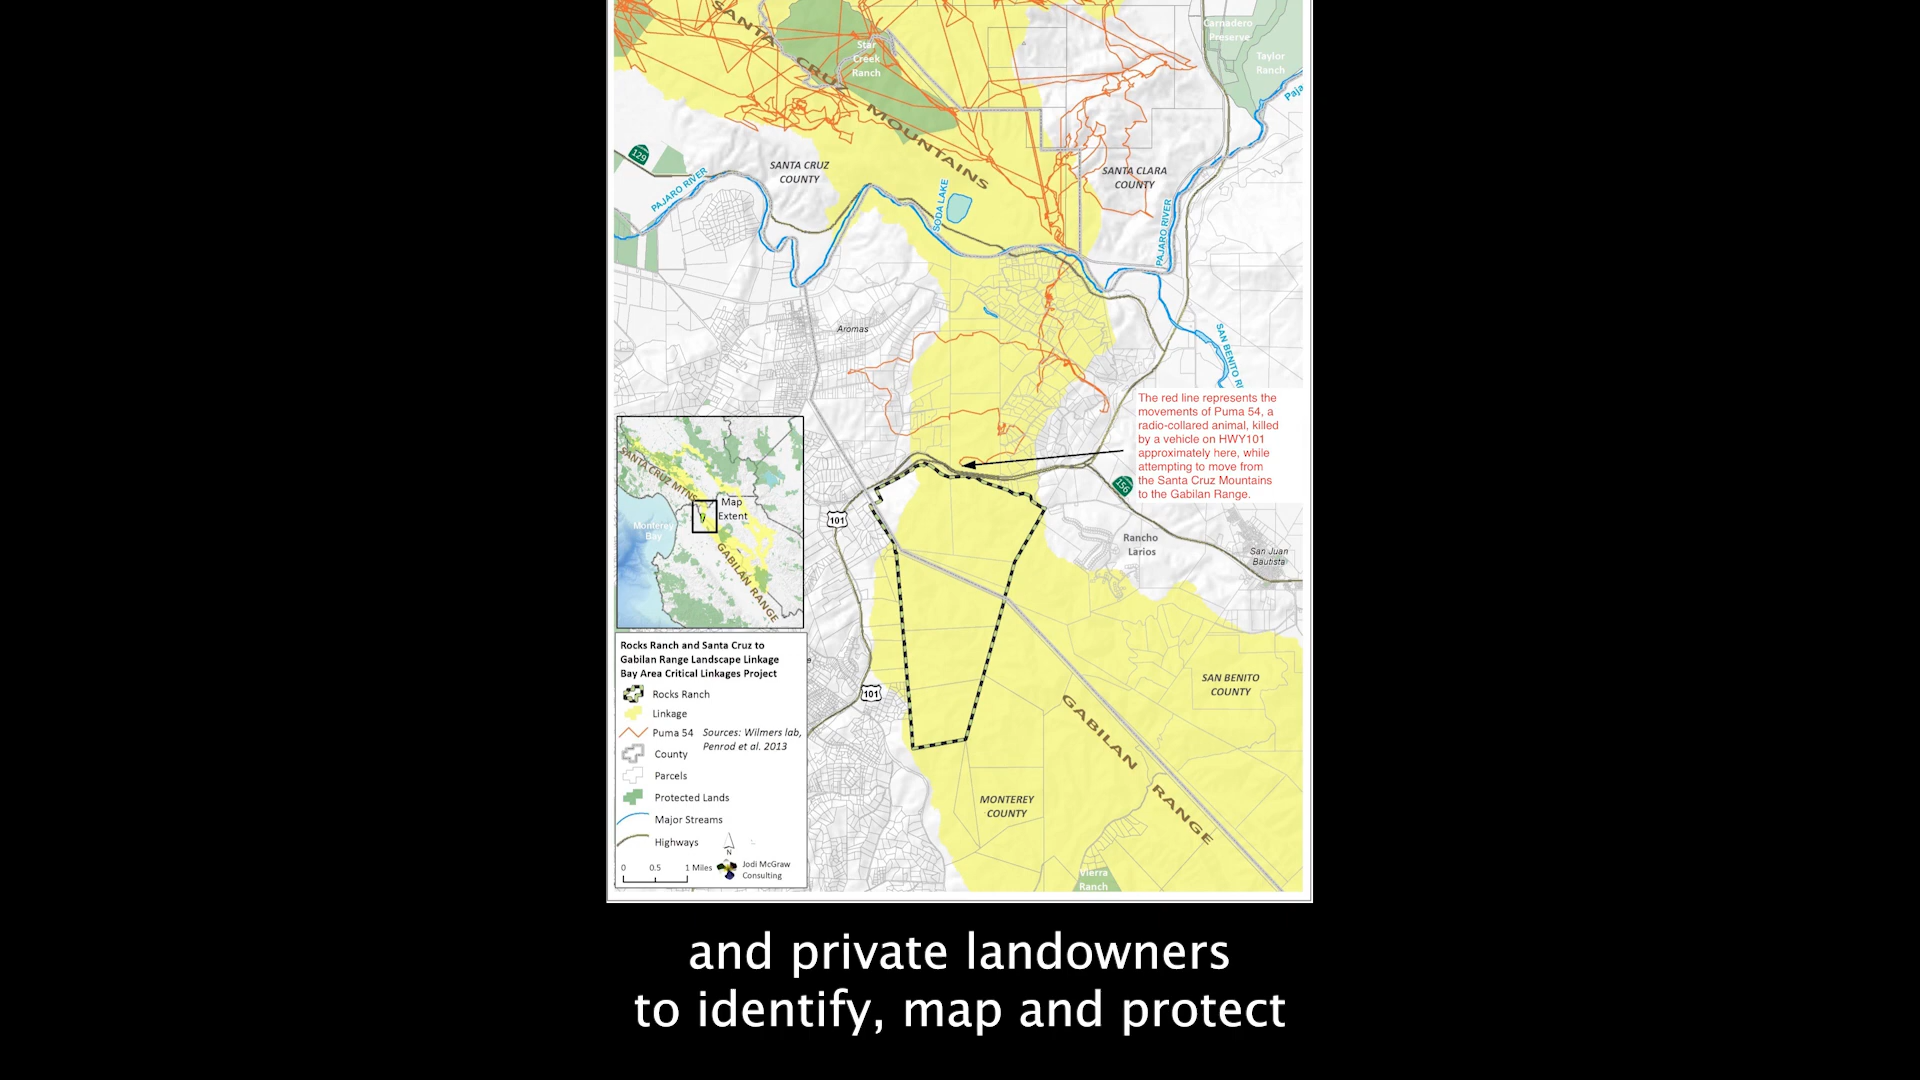 SANTA CRUZ MOUNTAINS
Star
Creek
Ranch
Carnadero
Preserve
Taylor
Ranch
129
PAJARO RIVER
SANTA CRUZ
COUNTY
SODA LAKE
SANTA CLARA
COUNTY
PAJARO RIVER
SAN BENITO RI
Aromas
The red line represents the
movements of Puma 54, a
radio-collared animal, killed
by a vehicle on HWY101
approximately here, while
attempting to move from
the Santa Cruz Mountains
to the Gabilan Range.
156
101
Rancho
Larios
San Juan
Bautista
SANTA CRUZ MTNS
Map
Extent
Monterey
Bay
GABILAN RANGE
Rocks Ranch and Santa Cruz to
Gabilan Range Landscape Linkage
Bay Area Critical Linkages Project
Rocks Ranch
Linkage
Puma 54
Sources: Wilmers lab,
Penrod et al. 2013
County
Parcels
Protected Lands
Major Streams
Highways
N
0 0.5 1 Miles
Jodi McGraw
Consulting
101
SAN BENITO
COUNTY
GABILAN RANGE
MONTEREY
COUNTY
Vierra
Ranch
and private landowners
to identify, map and protect